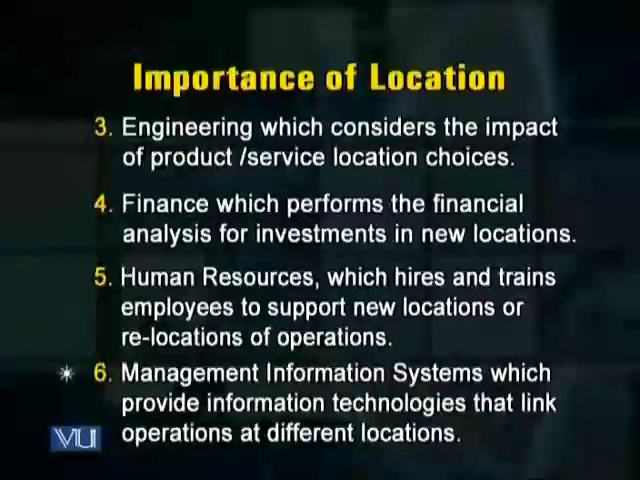 Importance of Location
3. Engineering which considers the impact
of product /service location choices.
4. Finance which performs the financial
analysis for investments in new locations.
5. Human Resources, which hires and trains
employees to support new locations or
re-locations of operations.
6. Management Information Systems which
provide information technologies that link
VU operations at different locations.